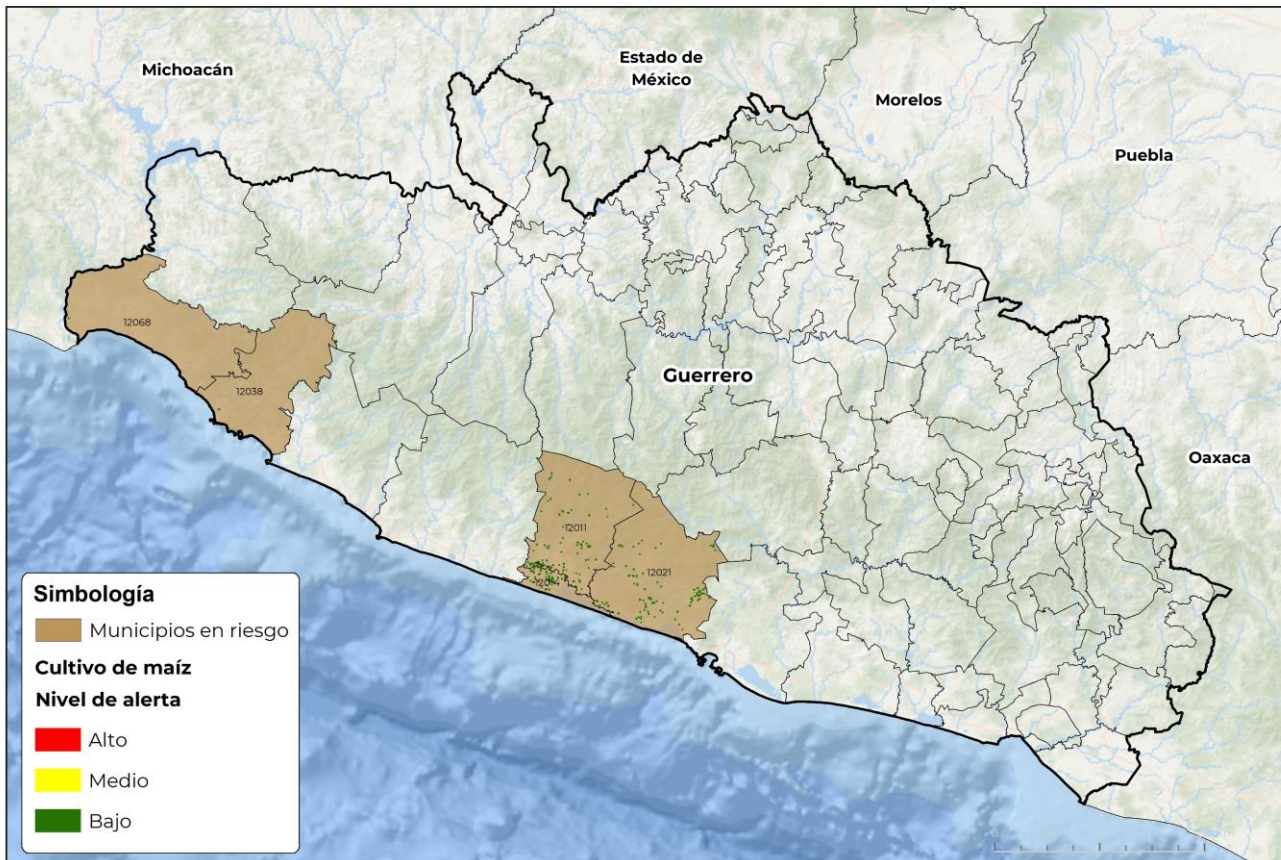 Michoacán
Estado de
México
Morelos
Puebla
Guerrero
Oaxaca
12068
12038
12011
12021
Simbología
Municipios en riesgo
Cultivo de maíz
Nivel de alerta
Alto
Medio
Bajo